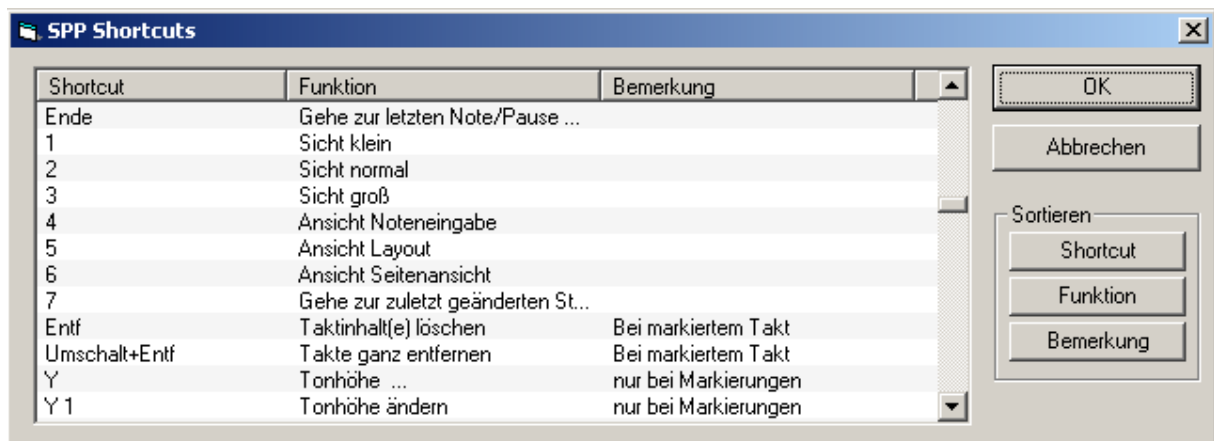 SPP Shortcuts
Shortcut Funktion Bemerkung
Ende Gehe zur letzten Note/Pause ...
1 Sicht klein
2 Sicht normal
3 Sicht groß
4 Ansicht Noteneingabe
5 Ansicht Layout
6 Ansicht Seitenansicht
7 Gehe zur zuletzt geänderten St...
Entf Taktinhalt(e) löschen Bei markiertem Takt
Umschalt+Entf Takte ganz entfernen Bei markiertem Takt
Y Tonhöhe ... nur bei Markierungen
Y 1 Tonhöhe ändern nur bei Markierungen
OK
Abbrechen
Sortieren
Shortcut
Funktion
Bemerkung